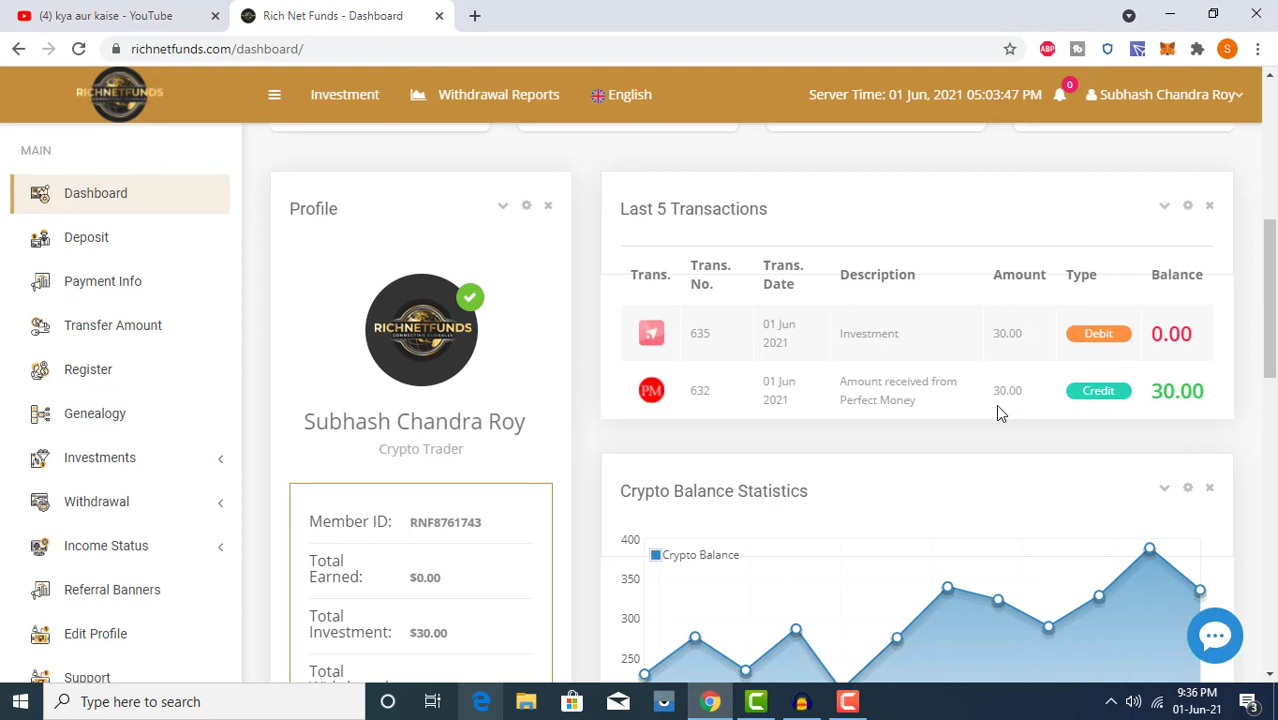 (4) kya aur kaise - YouTube
Rich Net Funds - Dashboard
richnetfunds.com/dashboard/
ABP
tb
S
RICHNETFUNDS
Investment
Withdrawal Reports
English
Server Time: 01 Jun, 2021 05:03:47 PM
0
Subhash Chandra Roy
MAIN
Dashboard
Deposit
Payment Info
Transfer Amount
Register
Genealogy
Investments
Withdrawal
Income Status
Referral Banners
Edit Profile
Support
Profile
RICHNETFUNDS
CONNECTING GLOBALLY
Subhash Chandra Roy
Crypto Trader
Member ID: RNF8761743
Total
Earned: $0.00
Total
Investment: $30.00
Total
Last 5 Transactions
Trans. Trans. No. Trans. Date Description Amount Type Balance
635 01 Jun 2021 Investment 30.00 Debit 0.00
PM 632 01 Jun 2021 Amount received from Perfect Money 30.00 Credit 30.00
Crypto Balance Statistics
Crypto Balance
400
350
300
250
Type here to search
9:36 PM
01-Jun-21
3